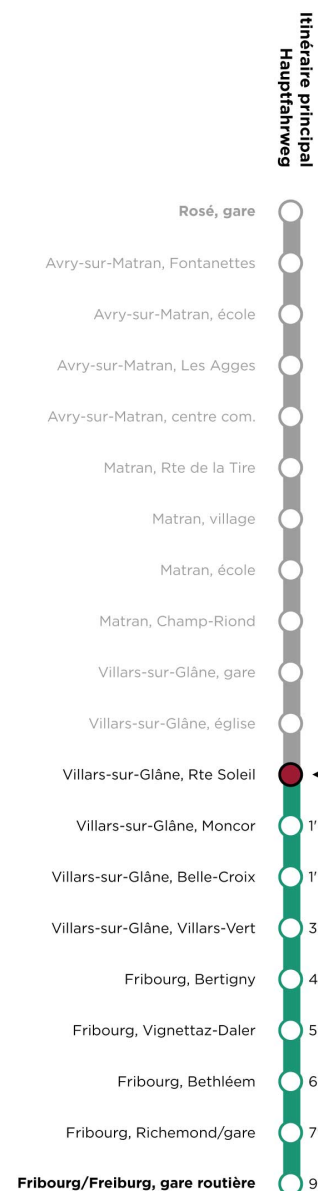 Itinéraire principal
Hauptfahrweg
Rosé, gare
Avry-sur-Matran, Fontanettes
Avry-sur-Matran, école
Avry-sur-Matran, Les Agges
Avry-sur-Matran, centre com.
Matran, Rte de la Tire
Matran, village
Matran, école
Matran, Champ-Riond
Villars-sur-Glâne, gare
Villars-sur-Glâne, église
Villars-sur-Glâne, Rte Soleil
Villars-sur-Glâne, Moncor 1'
Villars-sur-Glâne, Belle-Croix 1'
Villars-sur-Glâne, Villars-Vert 3
Fribourg, Bertigny 4
Fribourg, Vignettaz-Daler 5
Fribourg, Bethléem 6
Fribourg, Richemond/gare 7
Fribourg/Freiburg, gare routière 9